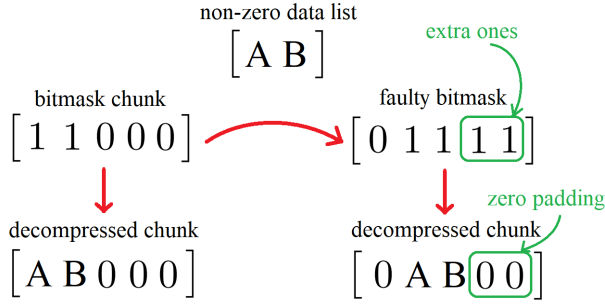 non-zero data list
[A B]
extra ones
bitmask chunk
[1 1 0 0 0]
faulty bitmask
[0 1 1 1 1]
zero padding
decompressed chunk
[A B 0 0 0]
decompressed chunk
[0 A B 0 0]